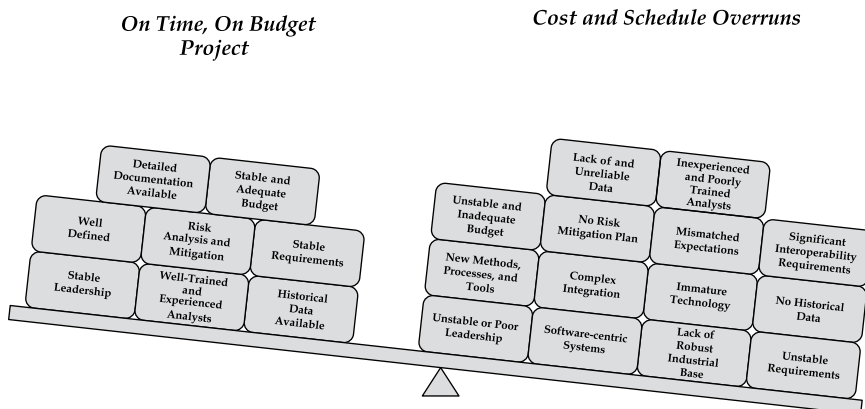 On Time, On Budget
Project
Cost and Schedule Overruns
Detailed
Documentation
Available
Stable and
Adequate
Budget
Well
Defined
Risk
Analysis and
Mitigation
Stable
Requirements
Stable
Leadership
Well-Trained
and
Experienced
Analysts
Historical
Data
Available
Lack of and
Unreliable
Data
Inexperienced
and Poorly
Trained
Analysts
Unstable and
Inadequate
Budget
No Risk
Mitigation Plan
Mismatched
Expectations
Significant
Interoperability
Requirements
New Methods,
Processes, and
Tools
Complex
Integration
Immature
Technology
No Historical
Data
Unstable or Poor
Leadership
Software-centric
Systems
Lack of
Robust
Industrial
Base
Unstable
Requirements